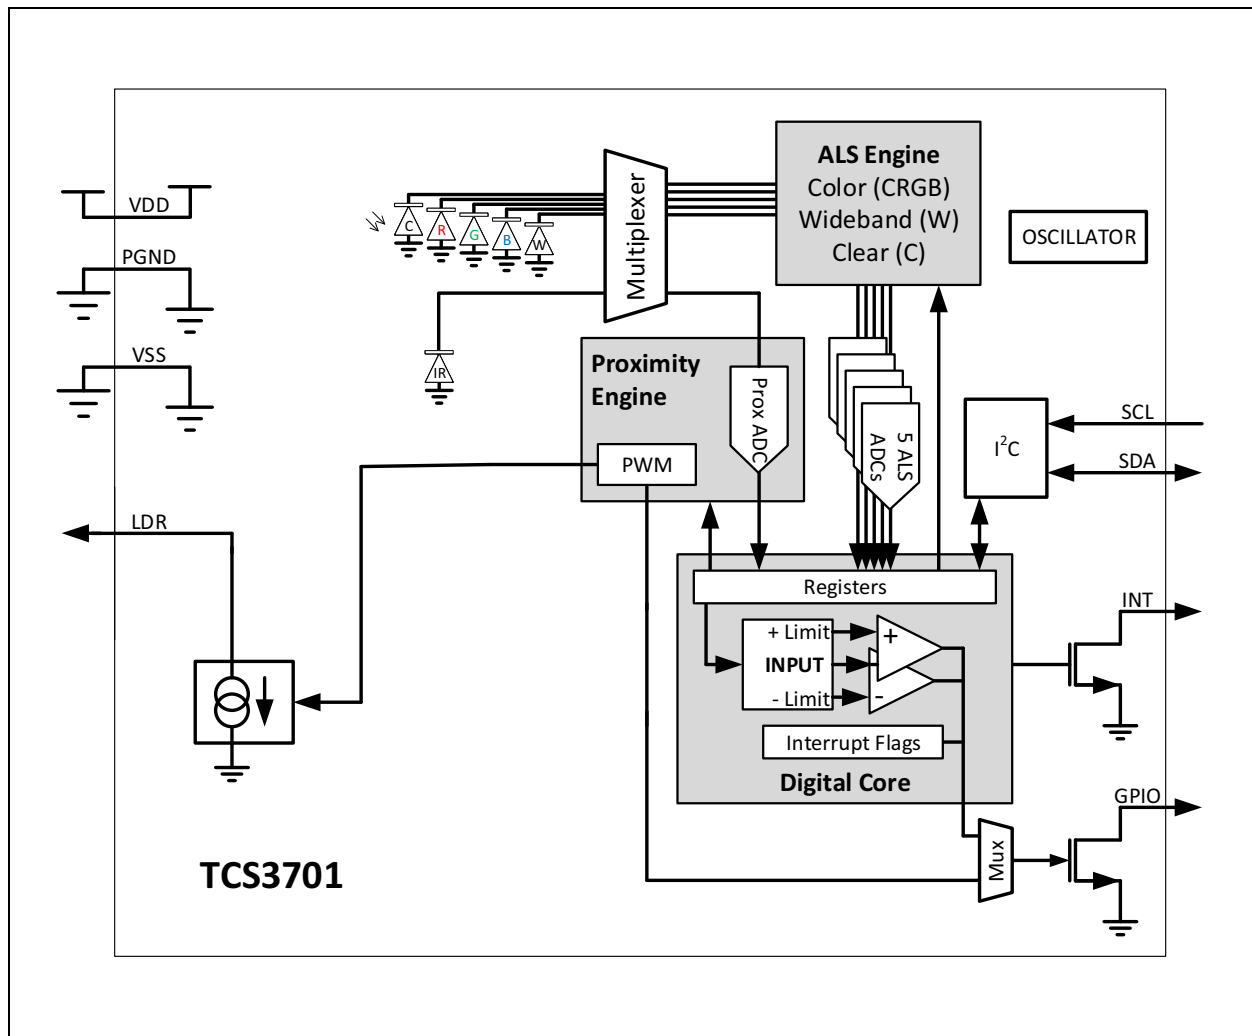 ALS Engine
Color (CRGB)
Wideband (W)
Clear (C)
OSCILLATOR
Multiplexer
VDD
PGND
VSS
LDR
C
R
G
B
W
IR
Proximity
Engine
Prox ADC
PWM
5 ALS
ADCs
I²C
SCL
SDA
Registers
+ Limit
INPUT
- Limit
+
-
Interrupt Flags
Digital Core
INT
GPIO
Mux
TCS3701